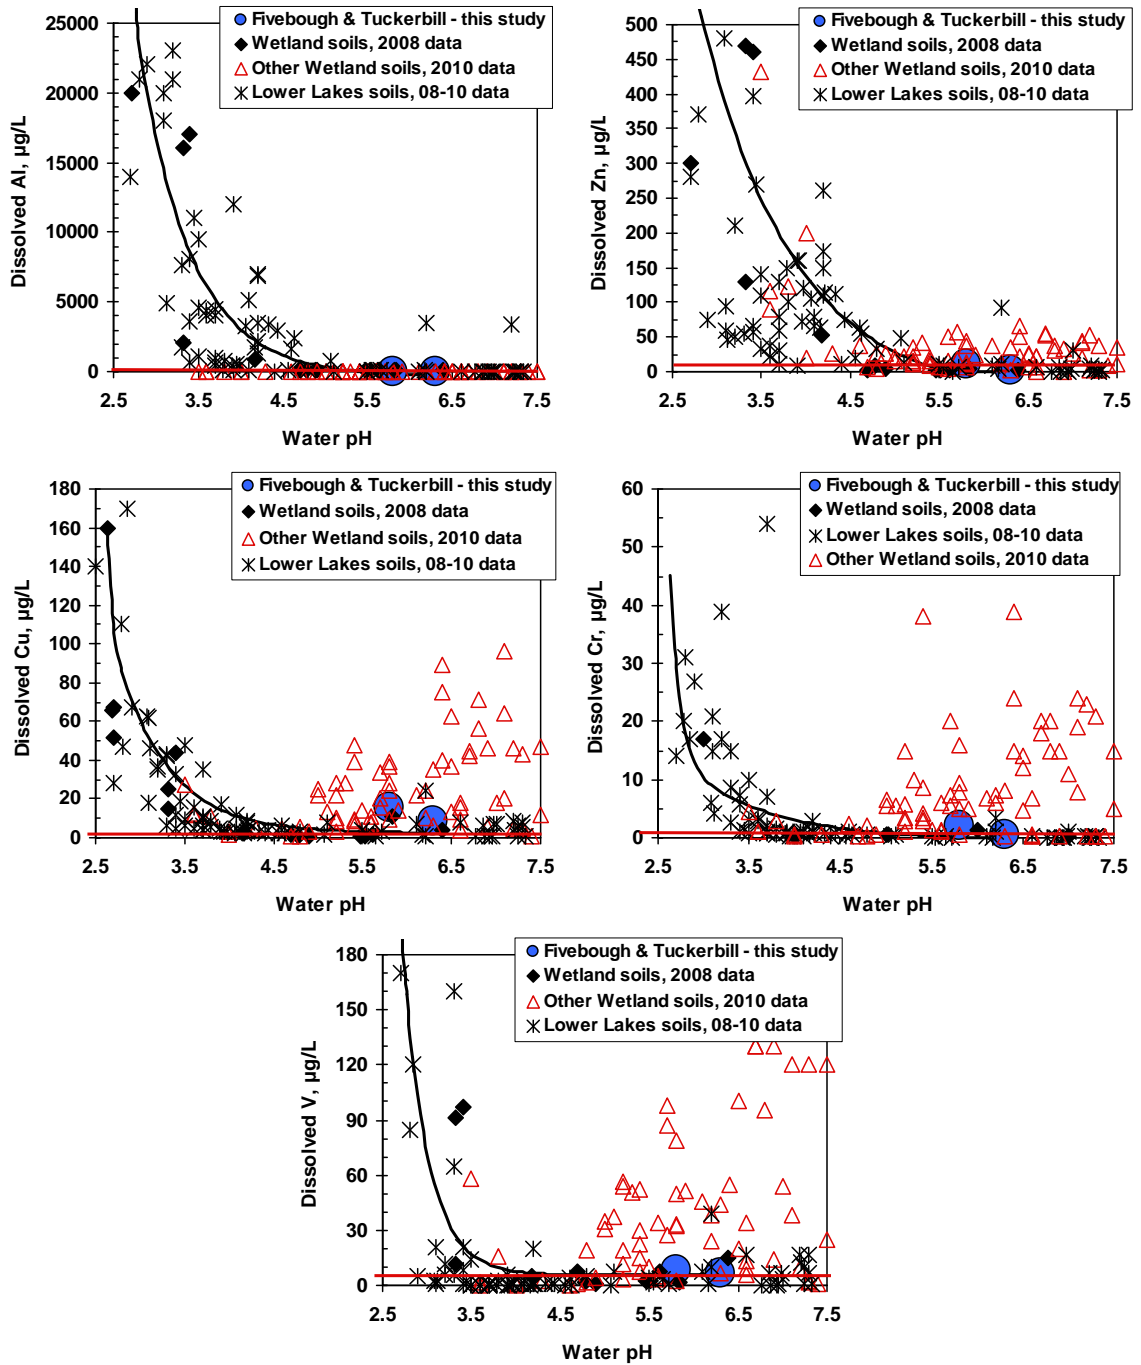 Dissolved Al, µg/L
25000
20000
15000
10000
5000
0
2.5 3.5 4.5 5.5 6.5 7.5
Water pH
Fivebough & Tuckerbill - this study
Wetland soils, 2008 data
Other Wetland soils, 2010 data
Lower Lakes soils, 08-10 data
Dissolved Zn, µg/L
500
450
400
350
300
250
200
150
100
50
0
2.5 3.5 4.5 5.5 6.5 7.5
Water pH
Fivebough & Tuckerbill - this study
Wetland soils, 2008 data
Other Wetland soils, 2010 data
Lower Lakes soils, 08-10 data
Dissolved Cu, µg/L
180
160
140
120
100
80
60
40
20
0
2.5 3.5 4.5 5.5 6.5 7.5
Water pH
Fivebough & Tuckerbill - this study
Wetland soils, 2008 data
Other Wetland soils, 2010 data
Lower Lakes soils, 08-10 data
Dissolved Cr, µg/L
60
50
40
30
20
10
0
2.5 3.5 4.5 5.5 6.5 7.5
Water pH
Fivebough & Tuckerbill - this study
Wetland soils, 2008 data
Lower Lakes soils, 08-10 data
Other Wetland soils, 2010 data
Dissolved V, µg/L
180
150
120
90
60
30
0
2.5 3.5 4.5 5.5 6.5 7.5
Water pH
Fivebough & Tuckerbill - this study
Wetland soils, 2008 data
Other Wetland soils, 2010 data
Lower Lakes soils, 08-10 data